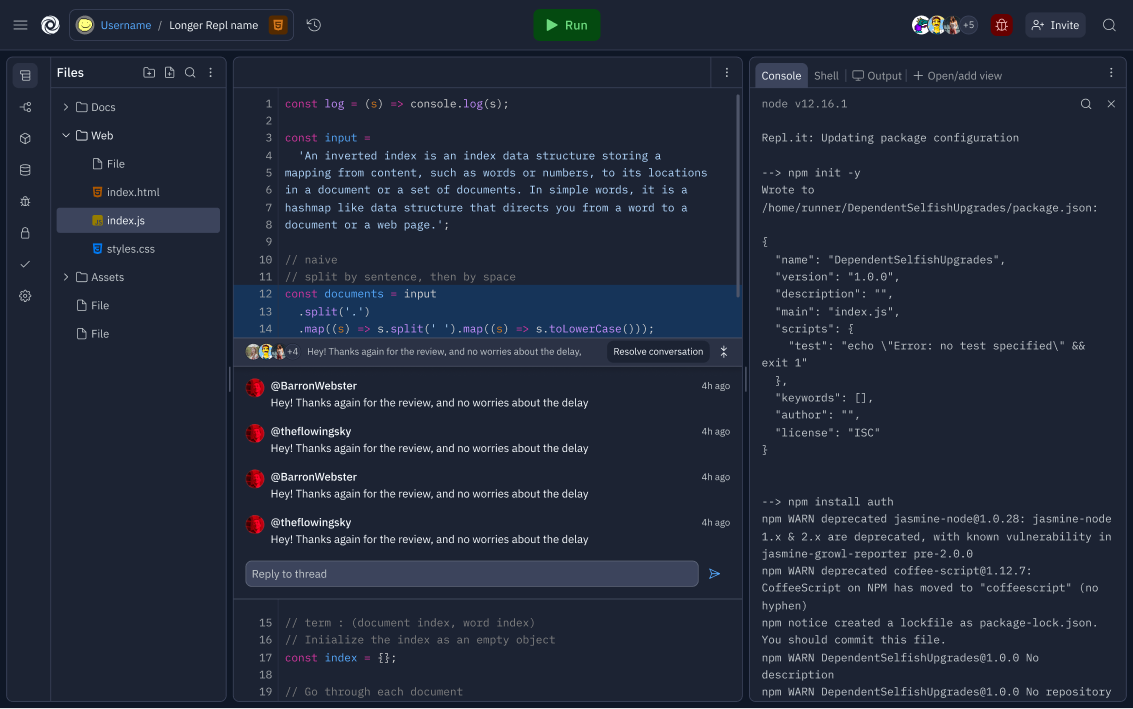 Username / Longer Repl name
Run
+5
Invite
Files
Docs
Web
File
index.html
index.js
styles.css
Assets
File
File
1 const log = (s) => console.log(s);
2
3 const input =
4 'An inverted index is an index data structure storing a
5 mapping from content, such as words or numbers, to its locations
6 in a document or a set of documents. In simple words, it is a
7 hashmap like data structure that directs you from a word to a
8 document or a web page.';
9
10 // naive
11 // split by sentence, then by space
12 const documents = input
13 .split('.')
14 .map((s) => s.split(' ').map((s) => s.toLowerCase()));
+4 Hey! Thanks again for the review, and no worries about the delay, Resolve conversation
@BarronWebster 4h ago
Hey! Thanks again for the review, and no worries about the delay
@theflowingsky 4h ago
Hey! Thanks again for the review, and no worries about the delay
@BarronWebster 4h ago
Hey! Thanks again for the review, and no worries about the delay
@theflowingsky 4h ago
Hey! Thanks again for the review, and no worries about the delay
Reply to thread
15 // term : (document index, word index)
16 // Iniialize the index as an empty object
17 const index = {};
18
19 // Go through each document
Console Shell Output Open/add view
node v12.16.1
Repl.it: Updating package configuration
--> npm init -y
Wrote to
/home/runner/DependentSelfishUpgrades/package.json:
{
"name": "DependentSelfishUpgrades",
"version": "1.0.0",
"description": "",
"main": "index.js",
"scripts": {
"test": "echo \"Error: no test specified\" &&
exit 1"
},
"keywords": [],
"author": "",
"license": "ISC"
}
--> npm install auth
npm WARN deprecated jasmine-node@1.0.28: jasmine-node
1.x & 2.x are deprecated, with known vulnerability in
jasmine-growl-reporter pre-2.0.0
npm WARN deprecated coffee-script@1.12.7:
CoffeeScript on NPM has moved to "coffeescript" (no
hyphen)
npm notice created a lockfile as package-lock.json.
You should commit this file.
npm WARN DependentSelfishUpgrades@1.0.0 No
description
npm WARN DependentSelfishUpgrades@1.0.0 No repository